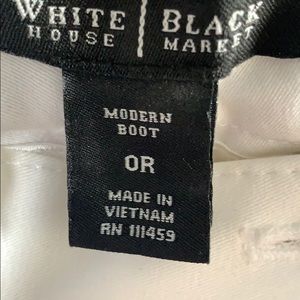 WHITE HOUSE | BLACK MARKET
MODERN
BOOT
OR
MADE IN
VIETNAM
RN 111459